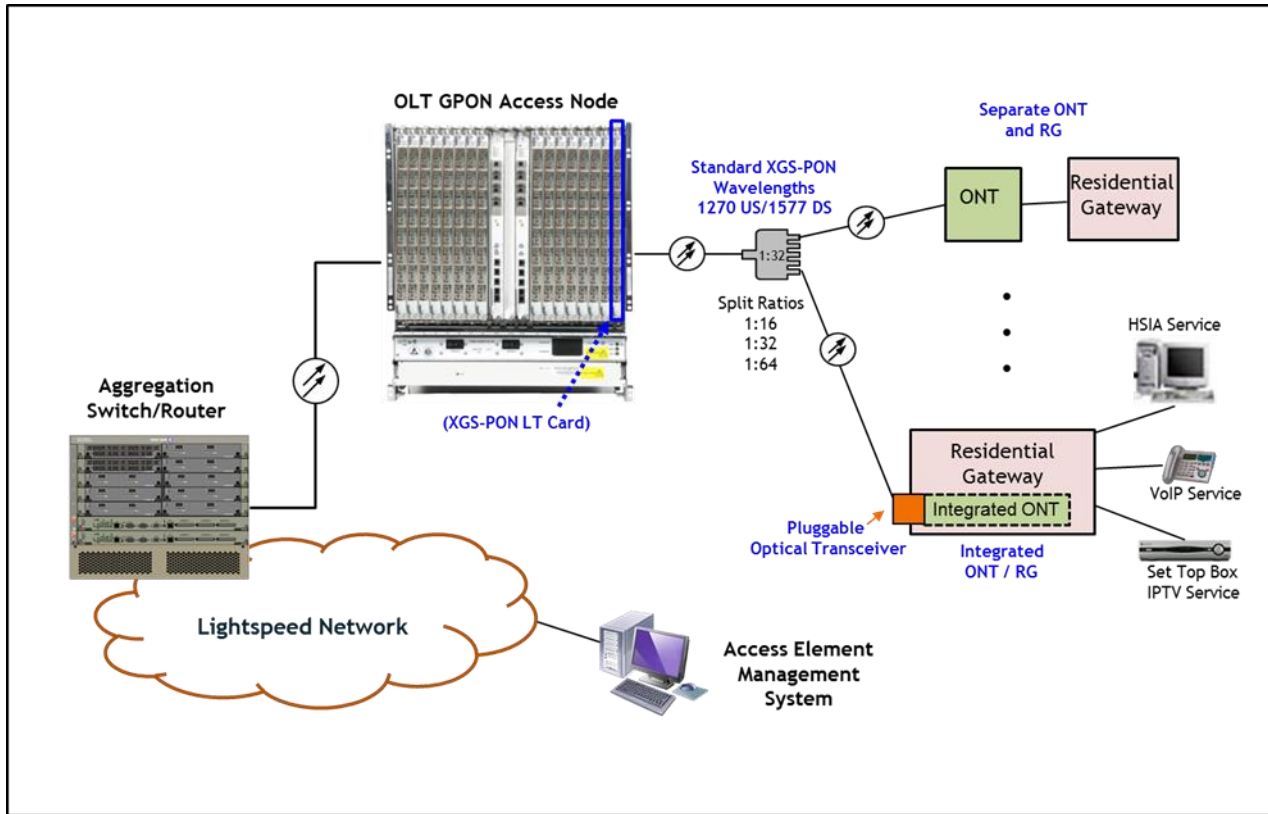 OLT GPON Access Node
Separate ONT
and RG
Standard XGS-PON
Wavelengths
1270 US/1577 DS
ONT
Residential
Gateway
1:32
Split Ratios
1:16
1:32
1:64
HSIA Service
Aggregation
Switch/Router
(XGS-PON LT Card)
Residential
Gateway
Integrated ONT
VoIP Service
Pluggable
Optical Transceiver
Integrated
ONT / RG
Set Top Box
IPTV Service
Lightspeed Network
Access Element
Management
System